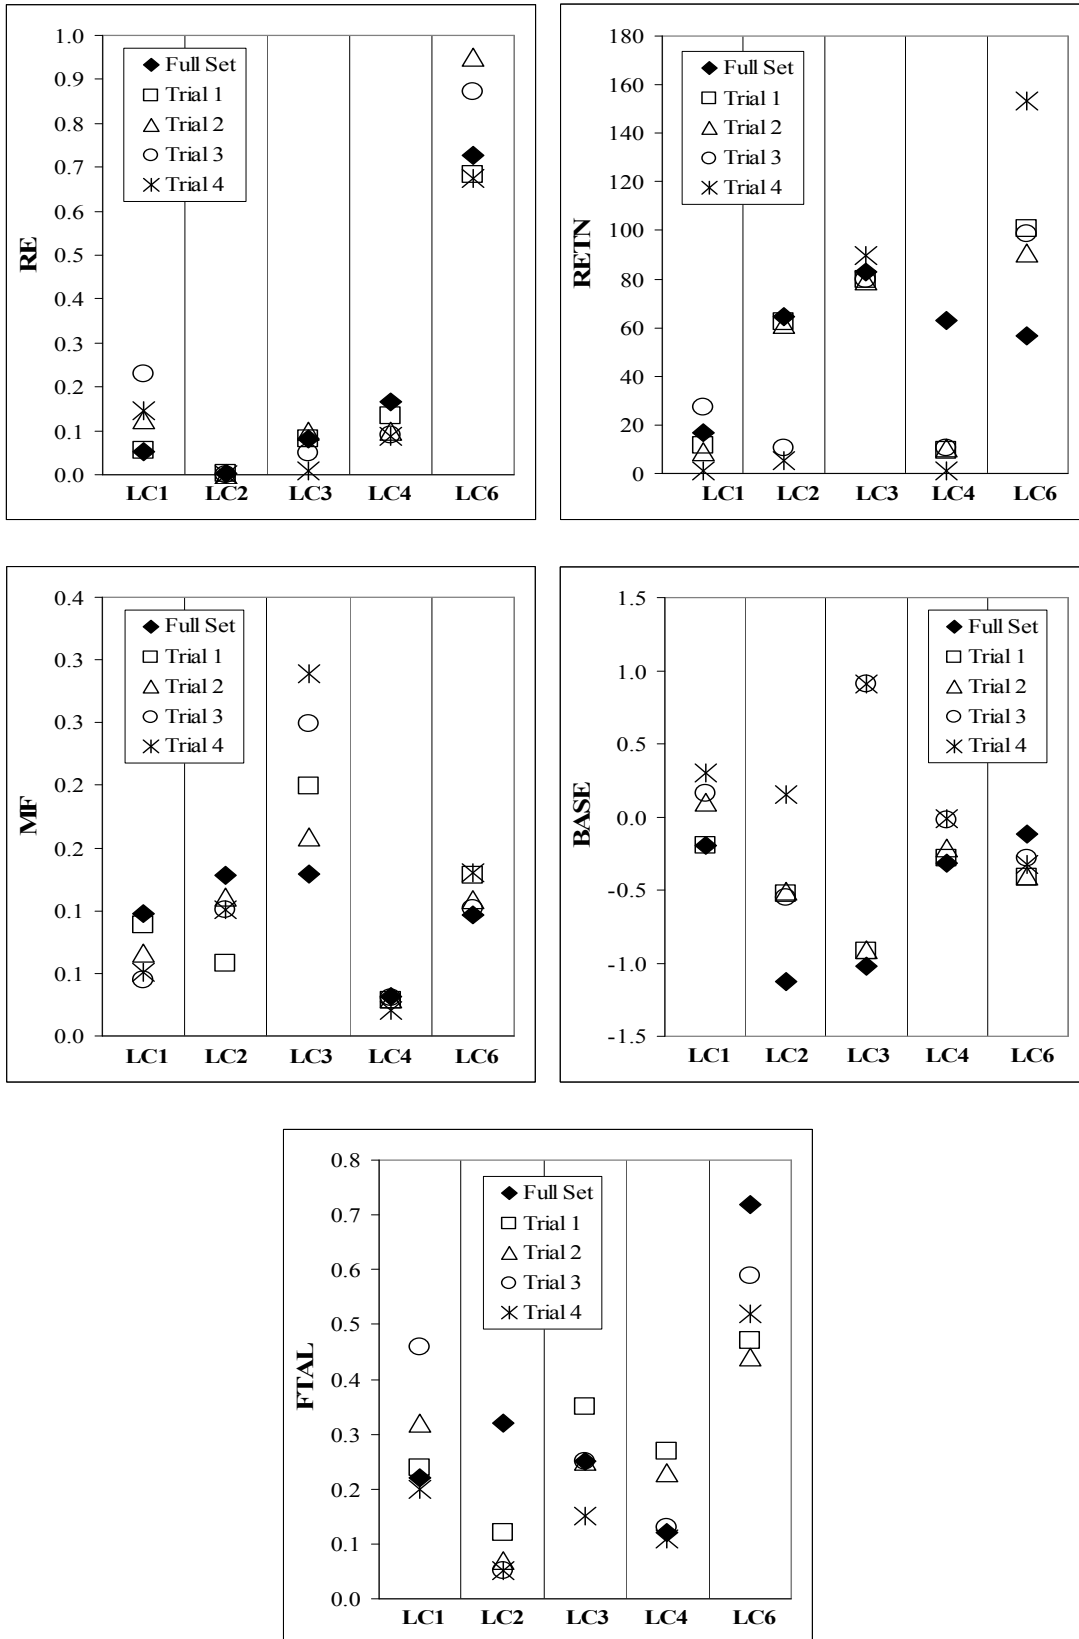 1.0
0.9
0.8
0.7
0.6
0.5
0.4
0.3
0.2
0.1
0.0
RE
Full Set
Trial 1
Trial 2
Trial 3
Trial 4
LC1 LC2 LC3 LC4 LC6
180
160
140
120
100
80
60
40
20
0
RETN
Full Set
Trial 1
Trial 2
Trial 3
Trial 4
LC1 LC2 LC3 LC4 LC6
0.4
0.3
0.3
0.2
0.2
0.1
0.1
0.0
MF
Full Set
Trial 1
Trial 2
Trial 3
Trial 4
LC1 LC2 LC3 LC4 LC6
1.5
1.0
0.5
0.0
-0.5
-1.0
-1.5
BASE
Full Set
Trial 1
Trial 2
Trial 3
Trial 4
LC1 LC2 LC3 LC4 LC6
0.8
0.7
0.6
0.5
0.4
0.3
0.2
0.1
0.0
FTAL
Full Set
Trial 1
Trial 2
Trial 3
Trial 4
LC1 LC2 LC3 LC4 LC6